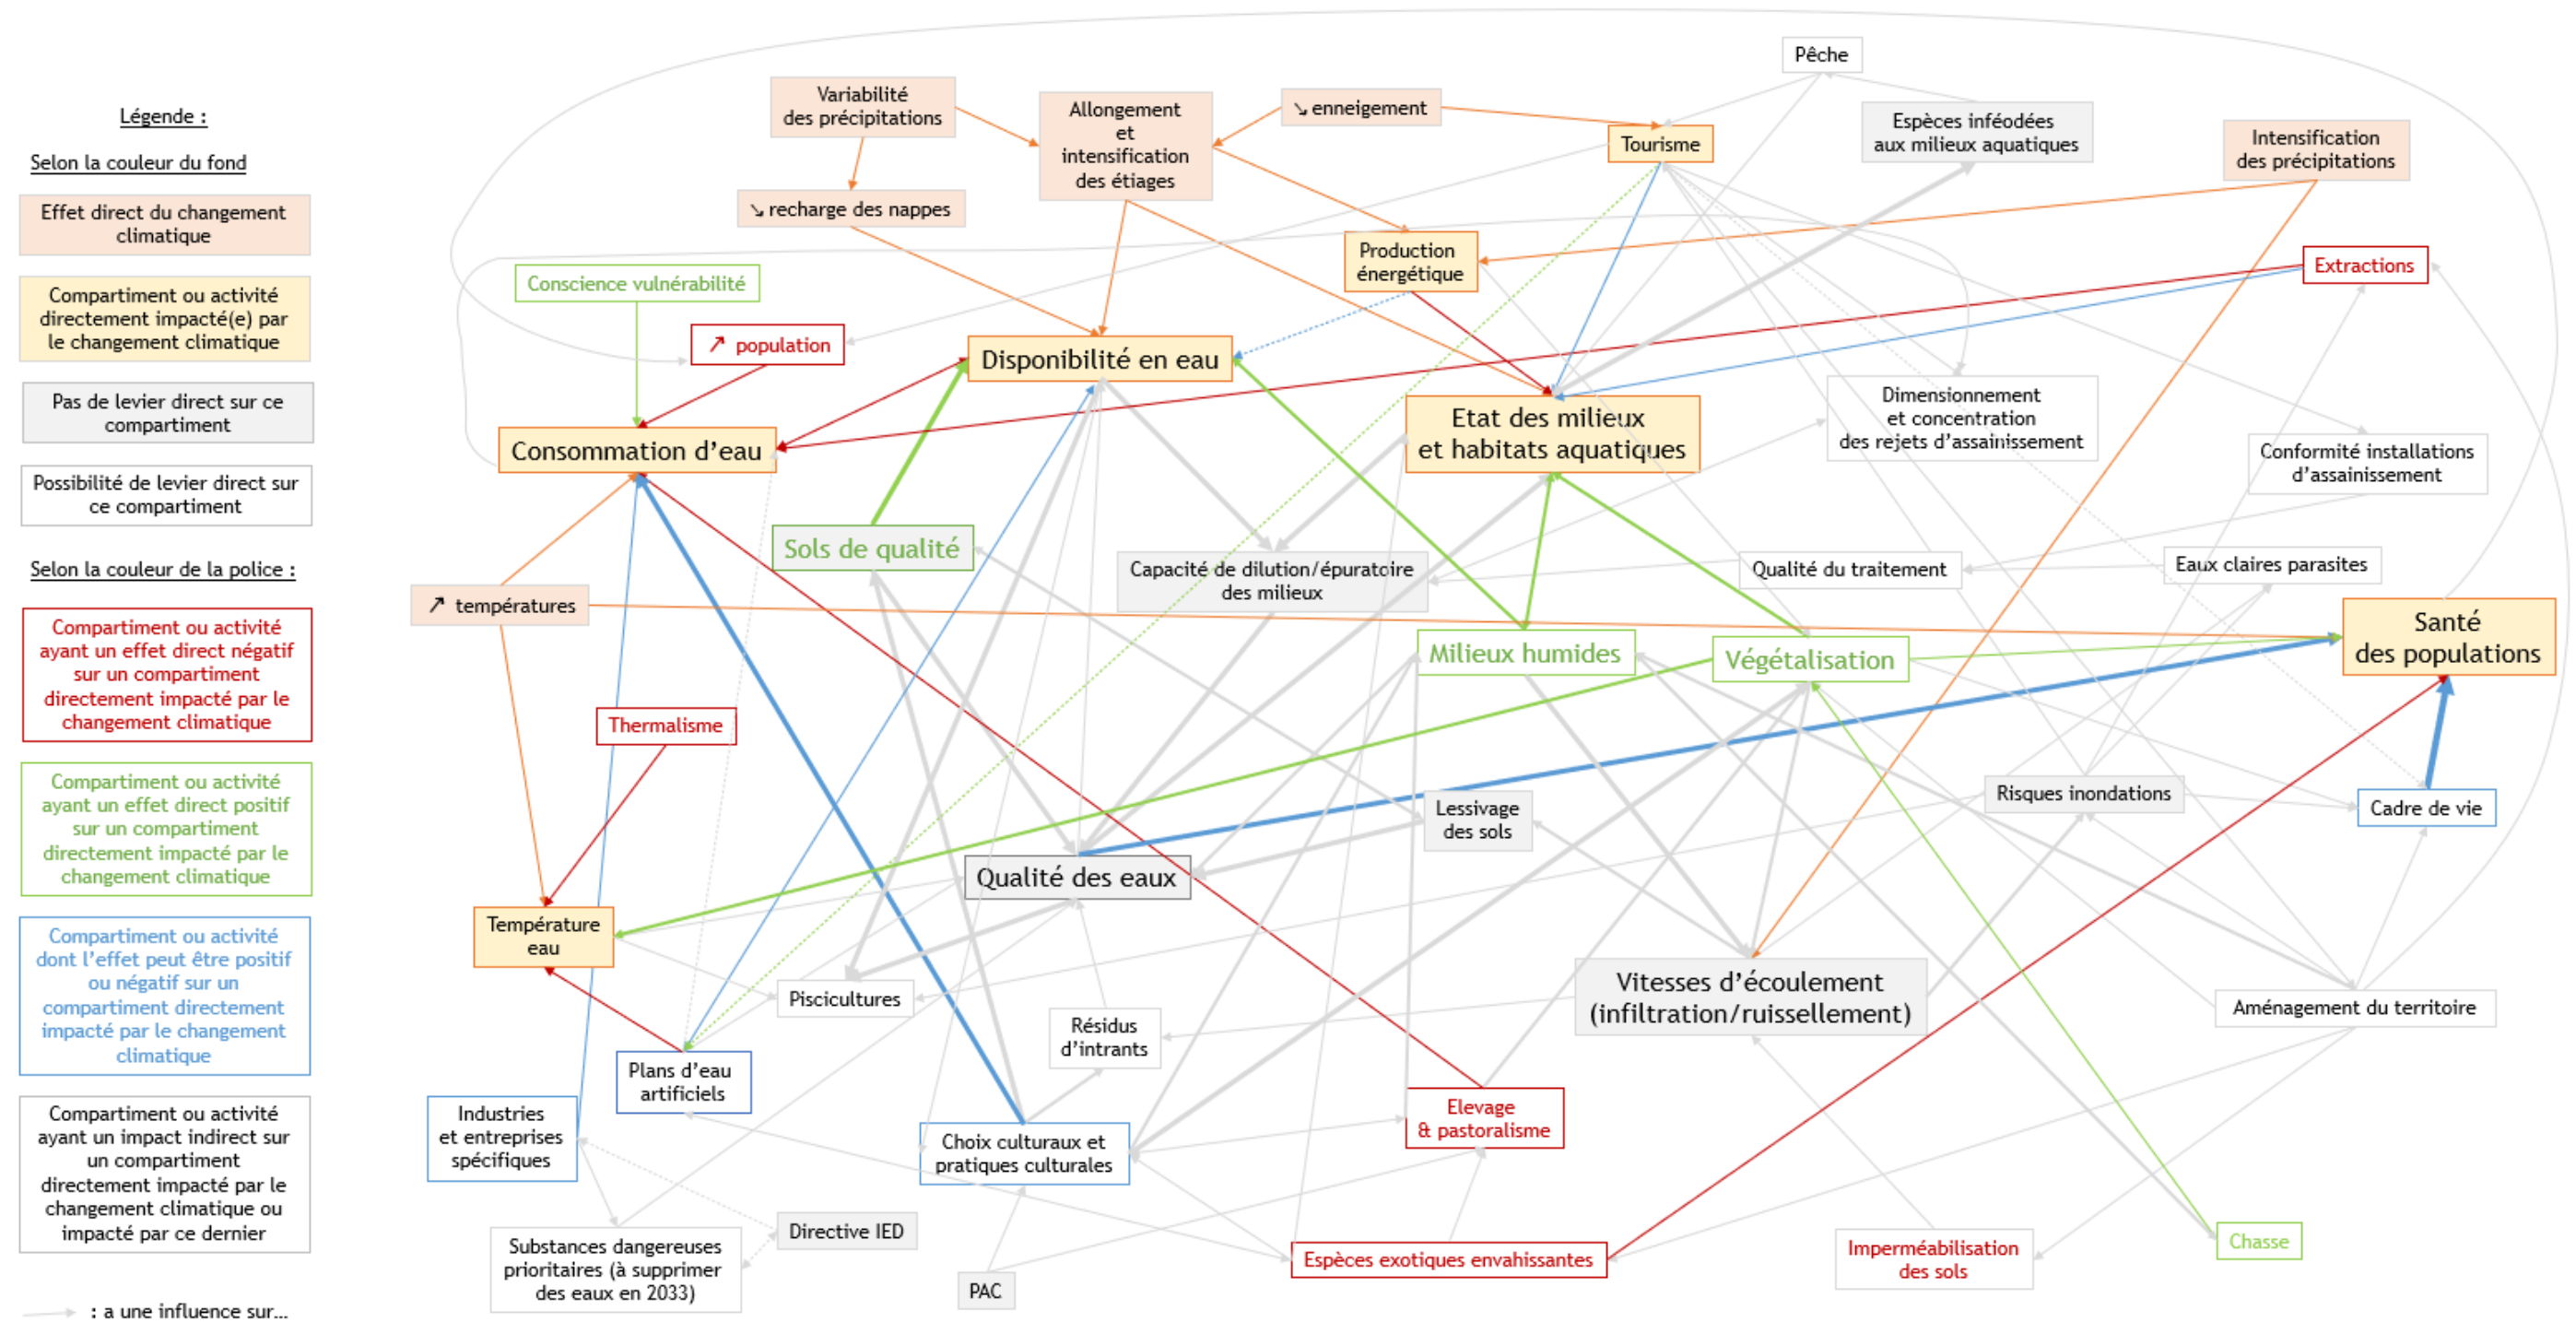 Légende :
Selon la couleur du fond
Effet direct du changement
climatique
Compartiment ou activité
directement impacté(e) par
le changement climatique
Pas de levier direct sur ce
compartiment
Possibilité de levier direct sur
ce compartiment
Selon la couleur de la police :
Compartiment ou activité
ayant un effet direct négatif
sur un compartiment
directement impacté par le
changement climatique
Compartiment ou activité
ayant un effet direct positif
sur un compartiment
directement impacté par le
changement climatique
Compartiment ou activité
dont l'effet peut être positif
ou négatif sur un
compartiment directement
impacté par le changement
climatique
Compartiment ou activité
ayant un impact indirect sur
un compartiment
directement impacté par le
changement climatique ou
impacté par ce dernier
: a une influence sur...
Pêche
Variabilité
des précipitations
Allongement
et
intensification
des étiages
↘ enneigement
Tourisme
Espèces inféodées
aux milieux aquatiques
Intensification
des précipitations
↘ recharge des nappes
Production
énergétique
Extractions
Conscience vulnérabilité
↗ population
Disponibilité en eau
Etat des milieux
et habitats aquatiques
Dimensionnement
et concentration
des rejets d'assainissement
Consommation d'eau
Conformité installations
d'assainissement
Sols de qualité
Capacité de dilution/épuratoire
des milieux
Qualité du traitement
Eaux claires parasites
↗ températures
Milieux humides
Végétalisation
Santé
des populations
Thermalisme
Lessivage
des sols
Risques inondations
Cadre de vie
Qualité des eaux
Température
eau
Piscicultures
Résidus
d'intrants
Vitesses d'écoulement
(infiltration/ruissellement)
Aménagement du territoire
Plans d'eau
artificiels
Industries
et entreprises
spécifiques
Choix culturaux et
pratiques culturales
Elevage
& pastoralisme
Directive IED
Substances dangereuses
prioritaires (à supprimer
des eaux en 2033)
PAC
Espèces exotiques envahissantes
Imperméabilisation
des sols
Chasse